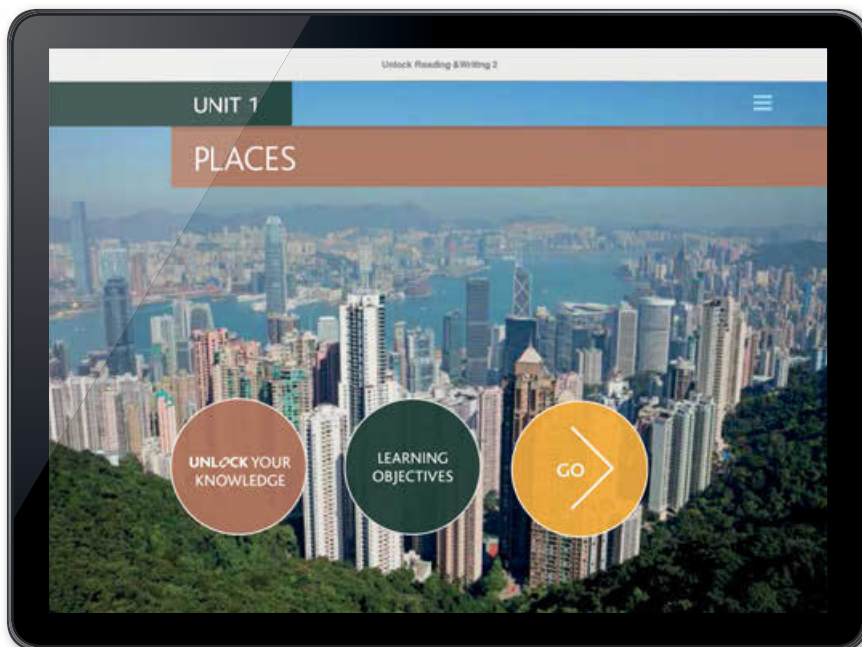 Unlock Reading & Writing 2
UNIT 1
PLACES
UNLOCK YOUR
KNOWLEDGE
LEARNING
OBJECTIVES
GO